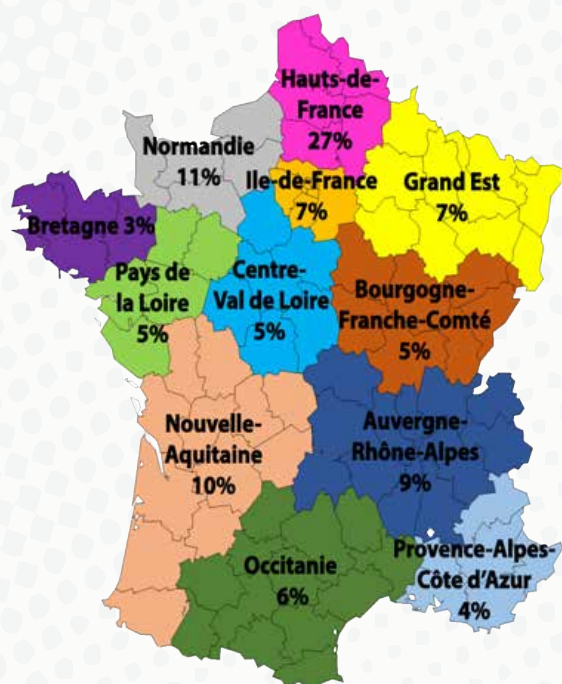 Hauts-de-
France
27%
Normandie
11%
Ile-de-France
7%
Grand Est
7%
Bretagne 3%
Pays de
la Loire
5%
Centre-
Val de Loire
5%
Bourgogne-
Franche-Comté
5%
Nouvelle-
Aquitaine
10%
Auvergne-
Rhône-Alpes
9%
Occitanie
6%
Provence-Alpes-
Côte d'Azur
4%